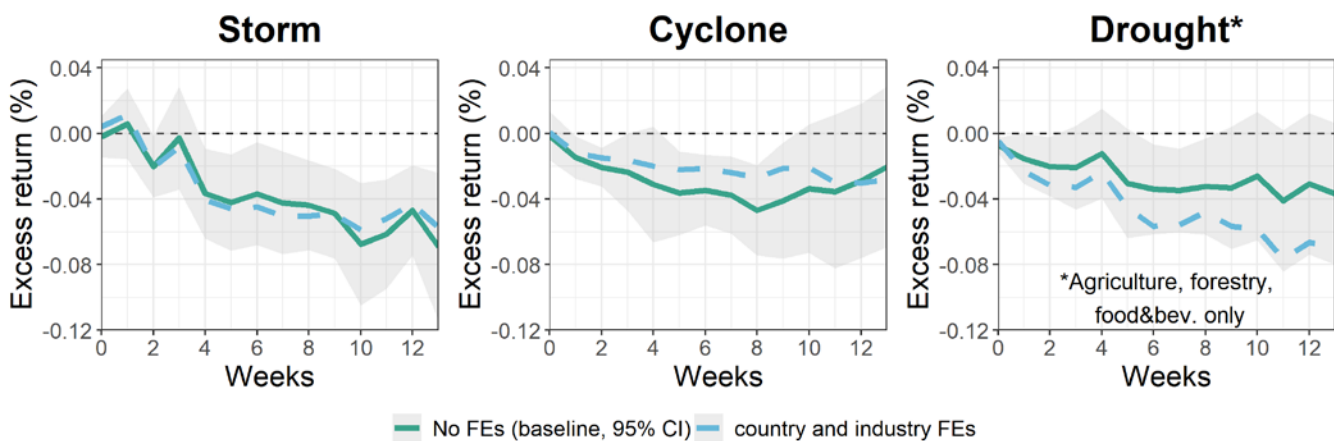 Storm
Excess return (%)
0.04
0.00
-0.04
-0.08
-0.12
0 2 4 6 8 10 12
Weeks
Cyclone
Excess return (%)
0.04
0.00
-0.04
-0.08
-0.12
0 2 4 6 8 10 12
Weeks
Drought*
Excess return (%)
0.04
0.00
-0.04
-0.08
-0.12
*Agriculture, forestry,
food&bev. only
0 2 4 6 8 10 12
Weeks
No FEs (baseline, 95% CI) country and industry FEs